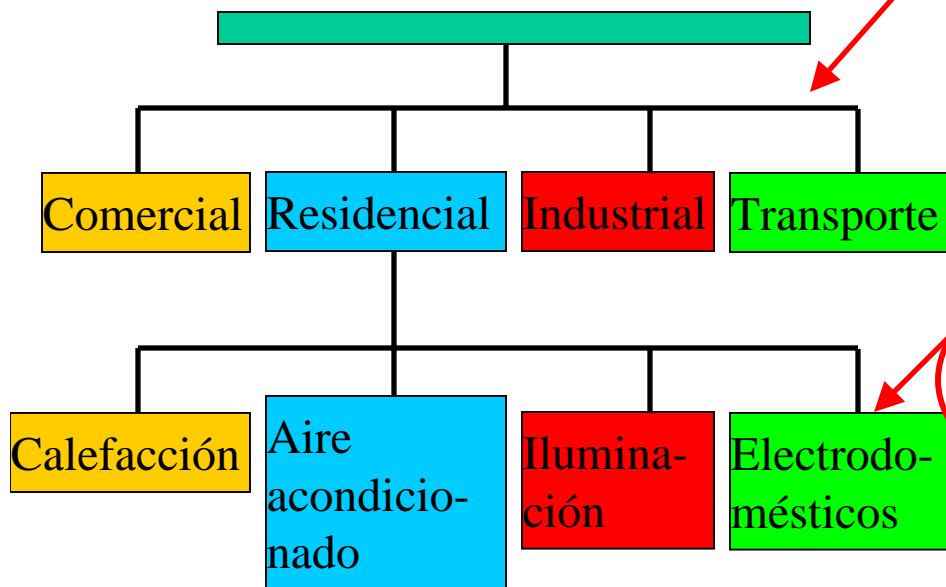 Comercial
Residencial
Industrial
Transporte
Calefacción
Aire
acondicio-
nado
Ilumina-
ción
Electrodo-
mésticos